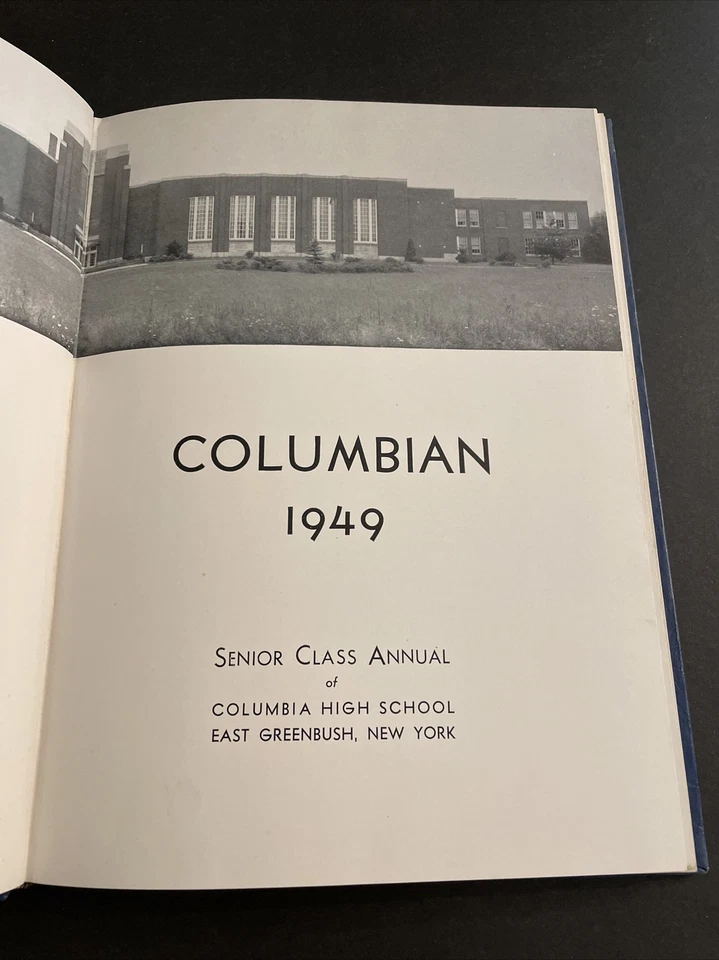 COLUMBIAN
1949
SENIOR CLASS ANNUAL
of
COLUMBIA HIGH SCHOOL
EAST GREENBUSH, NEW YORK